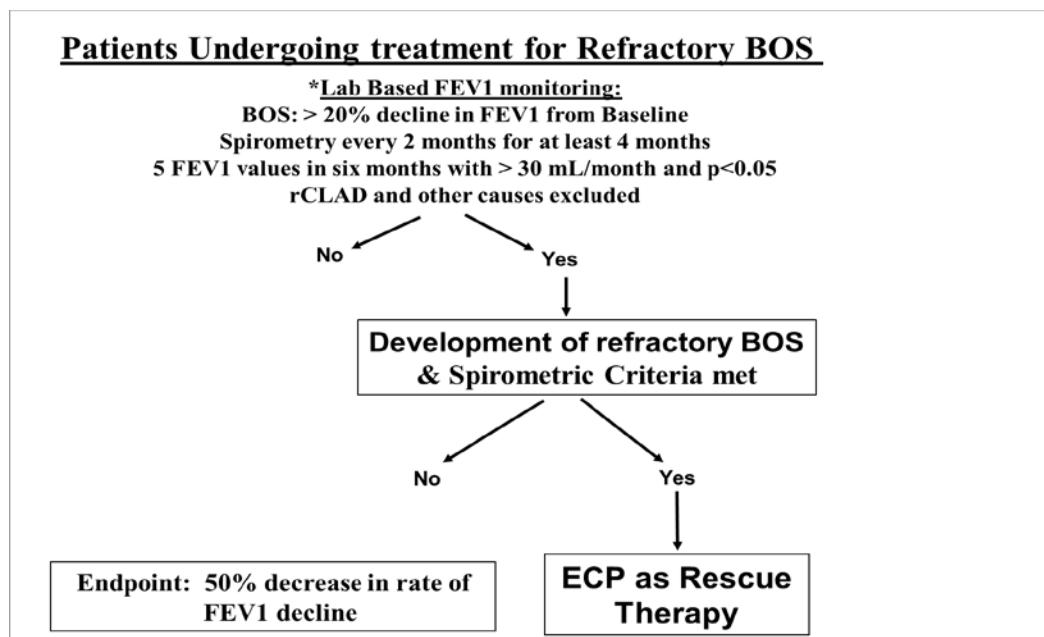 Patients Undergoing treatment for Refractory BOS
*Lab Based FEV1 monitoring:
BOS: > 20% decline in FEV1 from Baseline
Spirometry every 2 months for at least 4 months
5 FEV1 values in six months with > 30 mL/month and p<0.05
rCLAD and other causes excluded
No
Yes
Development of refractory BOS
& Spirometric Criteria met
No
Yes
Endpoint: 50% decrease in rate of
FEV1 decline
ECP as Rescue
Therapy